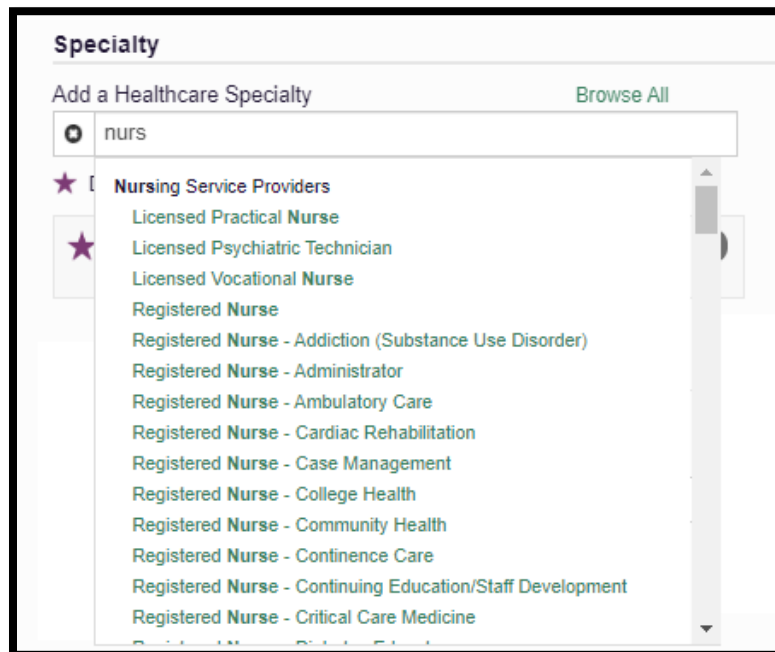 Specialty
Add a Healthcare Specialty Browse All
nurs
Nursing Service Providers
Licensed Practical Nurse
Licensed Psychiatric Technician
Licensed Vocational Nurse
Registered Nurse
Registered Nurse - Addiction (Substance Use Disorder)
Registered Nurse - Administrator
Registered Nurse - Ambulatory Care
Registered Nurse - Cardiac Rehabilitation
Registered Nurse - Case Management
Registered Nurse - College Health
Registered Nurse - Community Health
Registered Nurse - Continence Care
Registered Nurse - Continuing Education/Staff Development
Registered Nurse - Critical Care Medicine